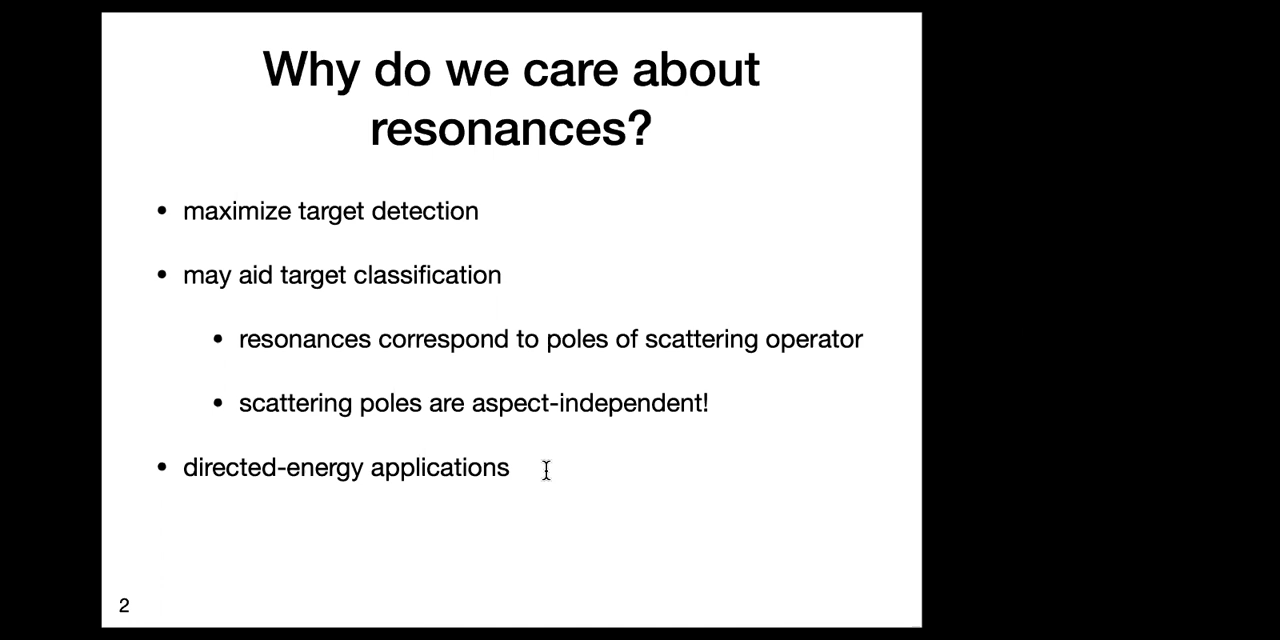 Why do we care about
resonances?
• maximize target detection
• may aid target classification
• resonances correspond to poles of scattering operator
• scattering poles are aspect-independent!
• directed-energy applications
2